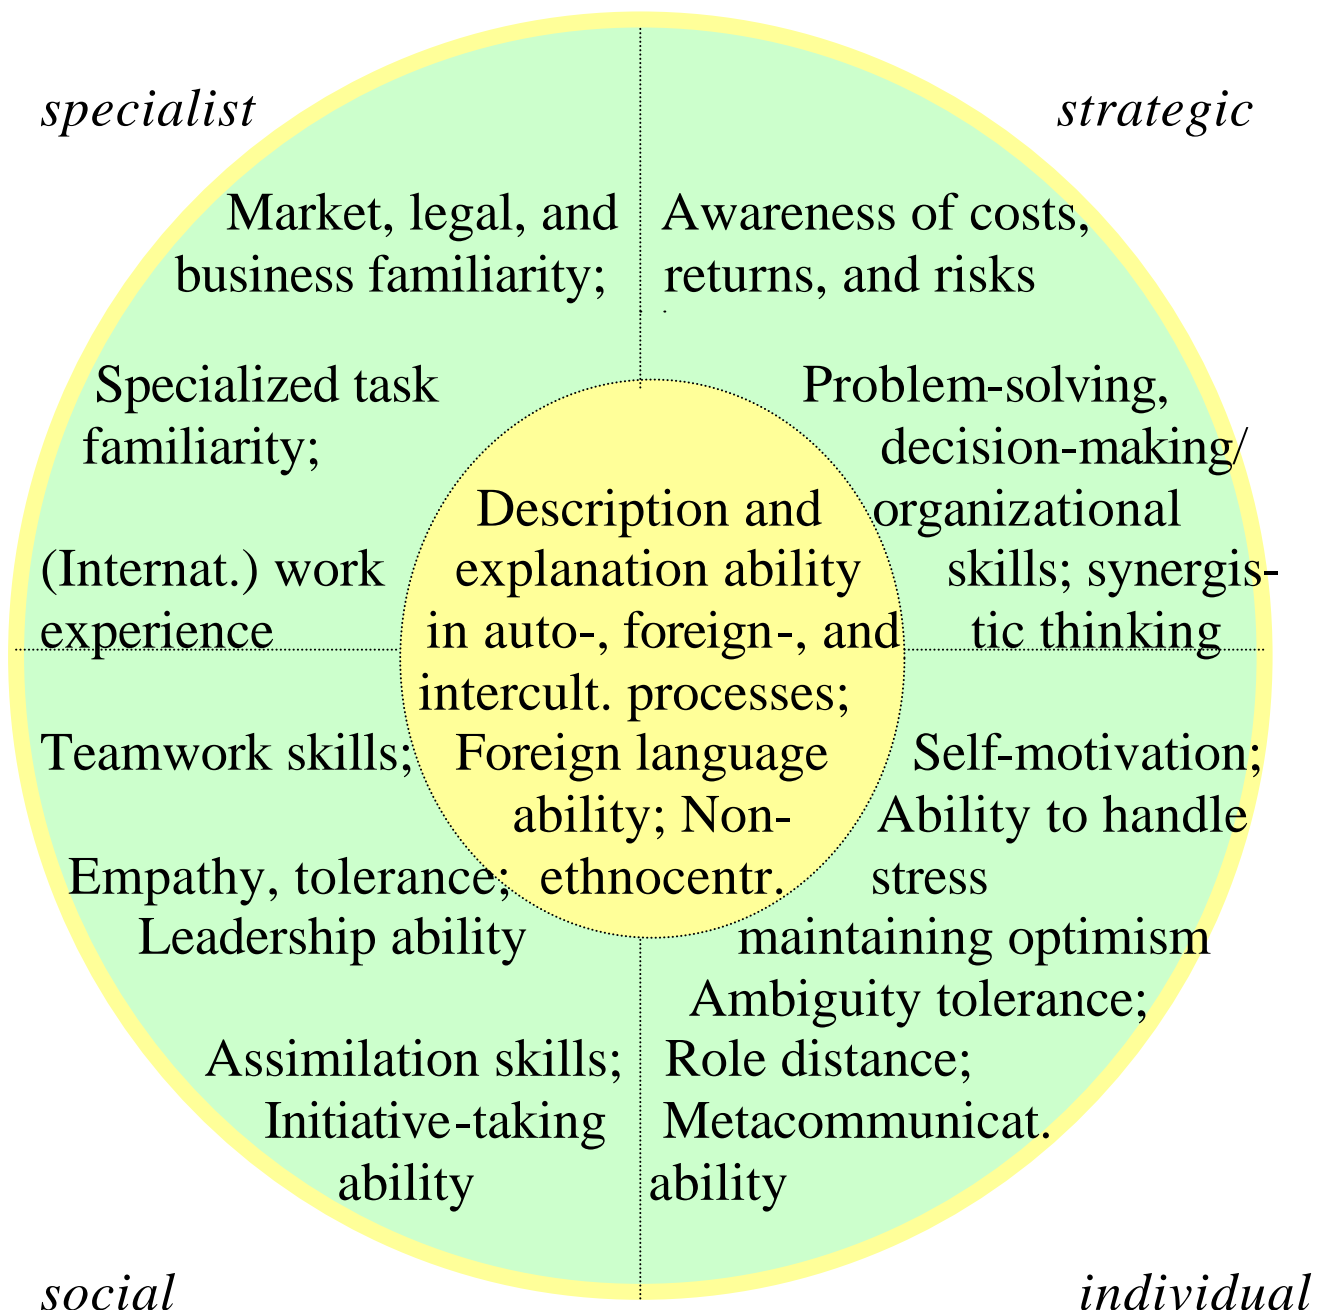 specialist
strategic
Market, legal, and
business familiarity;
Awareness of costs,
returns, and risks
Specialized task
familiarity;
(Internat.) work
experience
Problem-solving,
decision-making/
organizational
skills; synergis-
tic thinking
Description and
explanation ability
in auto-, foreign-, and
intercult. processes;
Foreign language
ability; Non-
ethnocentr.
Teamwork skills;
Empathy, tolerance;
Leadership ability
Assimilation skills;
Initiative-taking
ability
Self-motivation;
Ability to handle
stress
maintaining optimism
Ambiguity tolerance;
Role distance;
Metacommunicat.
ability
social
individual